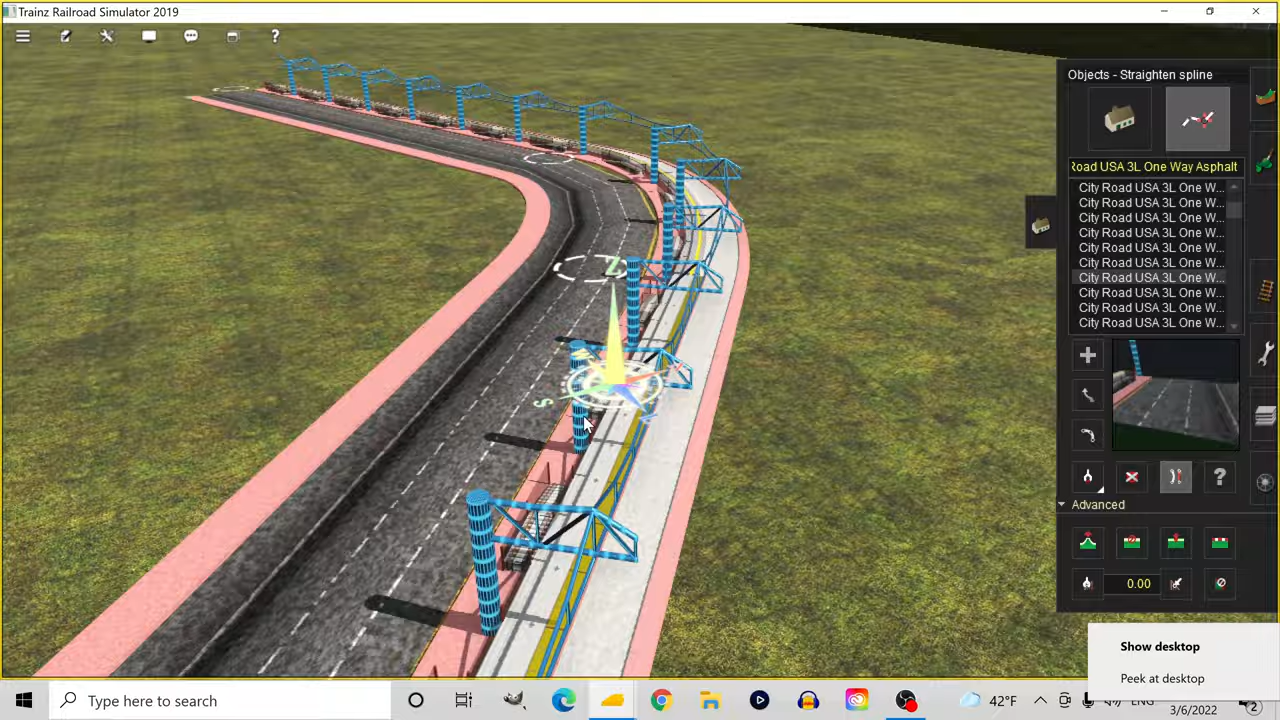 Trainz Railroad Simulator 2019
Objects - Straighten spline
Road USA 3L One Way Asphalt
City Road USA 3L One W...
City Road USA 3L One W...
City Road USA 3L One W...
City Road USA 3L One W...
City Road USA 3L One W...
City Road USA 3L One W...
City Road USA 3L One W...
City Road USA 3L One W...
City Road USA 3L One W...
City Road USA 3L One W...
Z
S
Advanced
0.00
Show desktop
Peek at desktop
Type here to search
42°F
ENG
3/6/2022
2